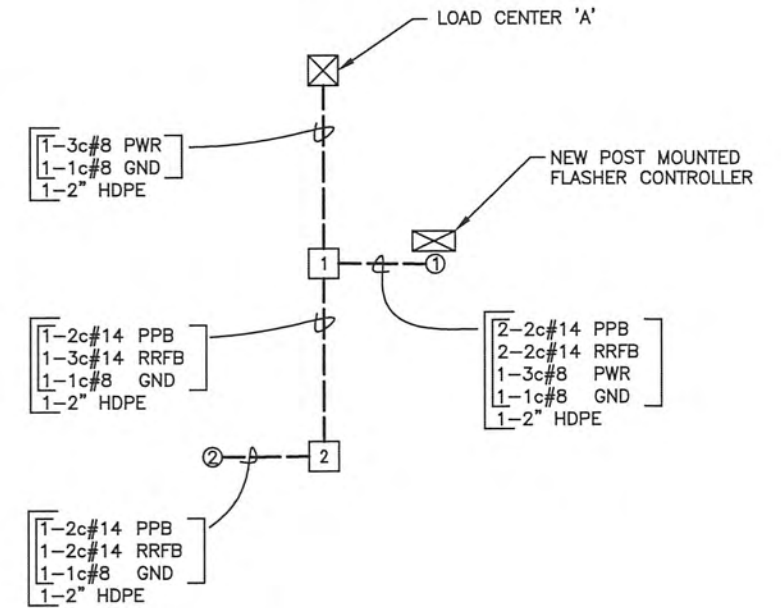 LOAD CENTER 'A'
1-3c#8 PWR
1-1c#8 GND
1-2" HDPE
NEW POST MOUNTED
FLASHER CONTROLLER
1
1
1-2c#14 PPB
1-3c#14 RRFB
1-1c#8 GND
1-2" HDPE
2-2c#14 PPB
2-2c#14 RRFB
1-3c#8 PWR
1-1c#8 GND
1-2" HDPE
2
2
1-2c#14 PPB
1-2c#14 RRFB
1-1c#8 GND
1-2" HDPE